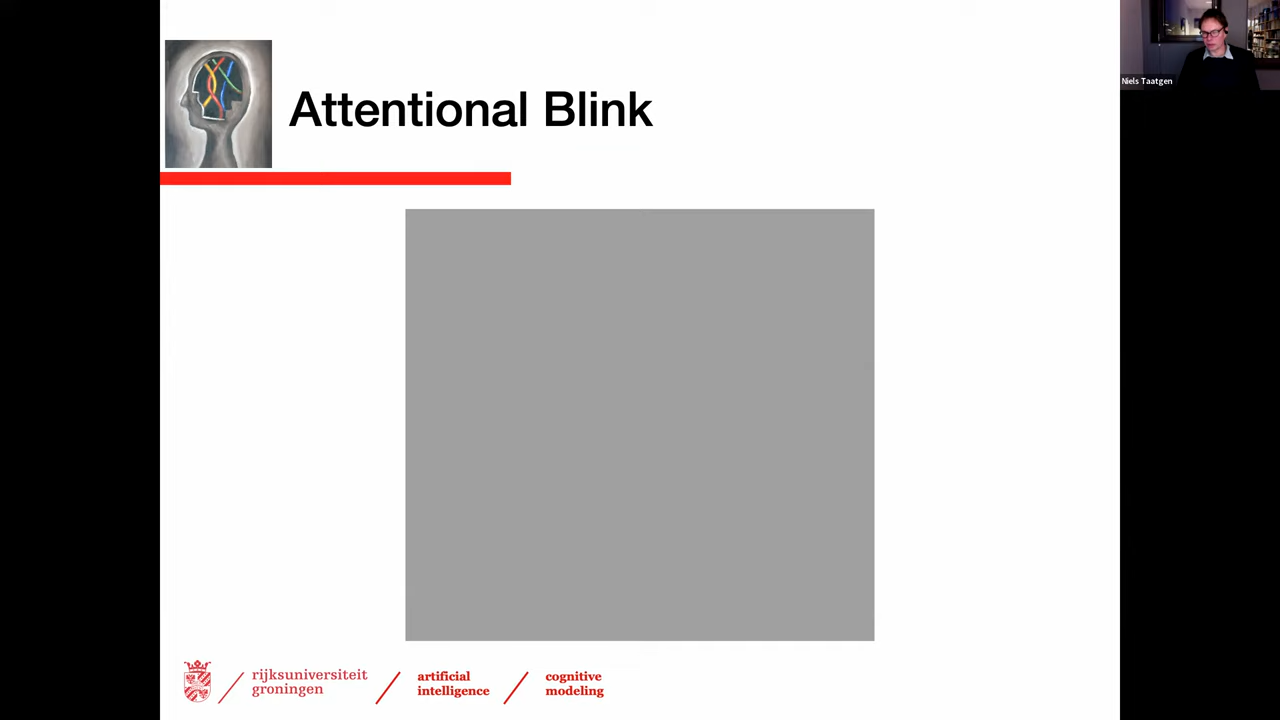 Attentional Blink
Niels Taatgen
rijksuniversiteit
groningen
artificial
intelligence
cognitive
modeling